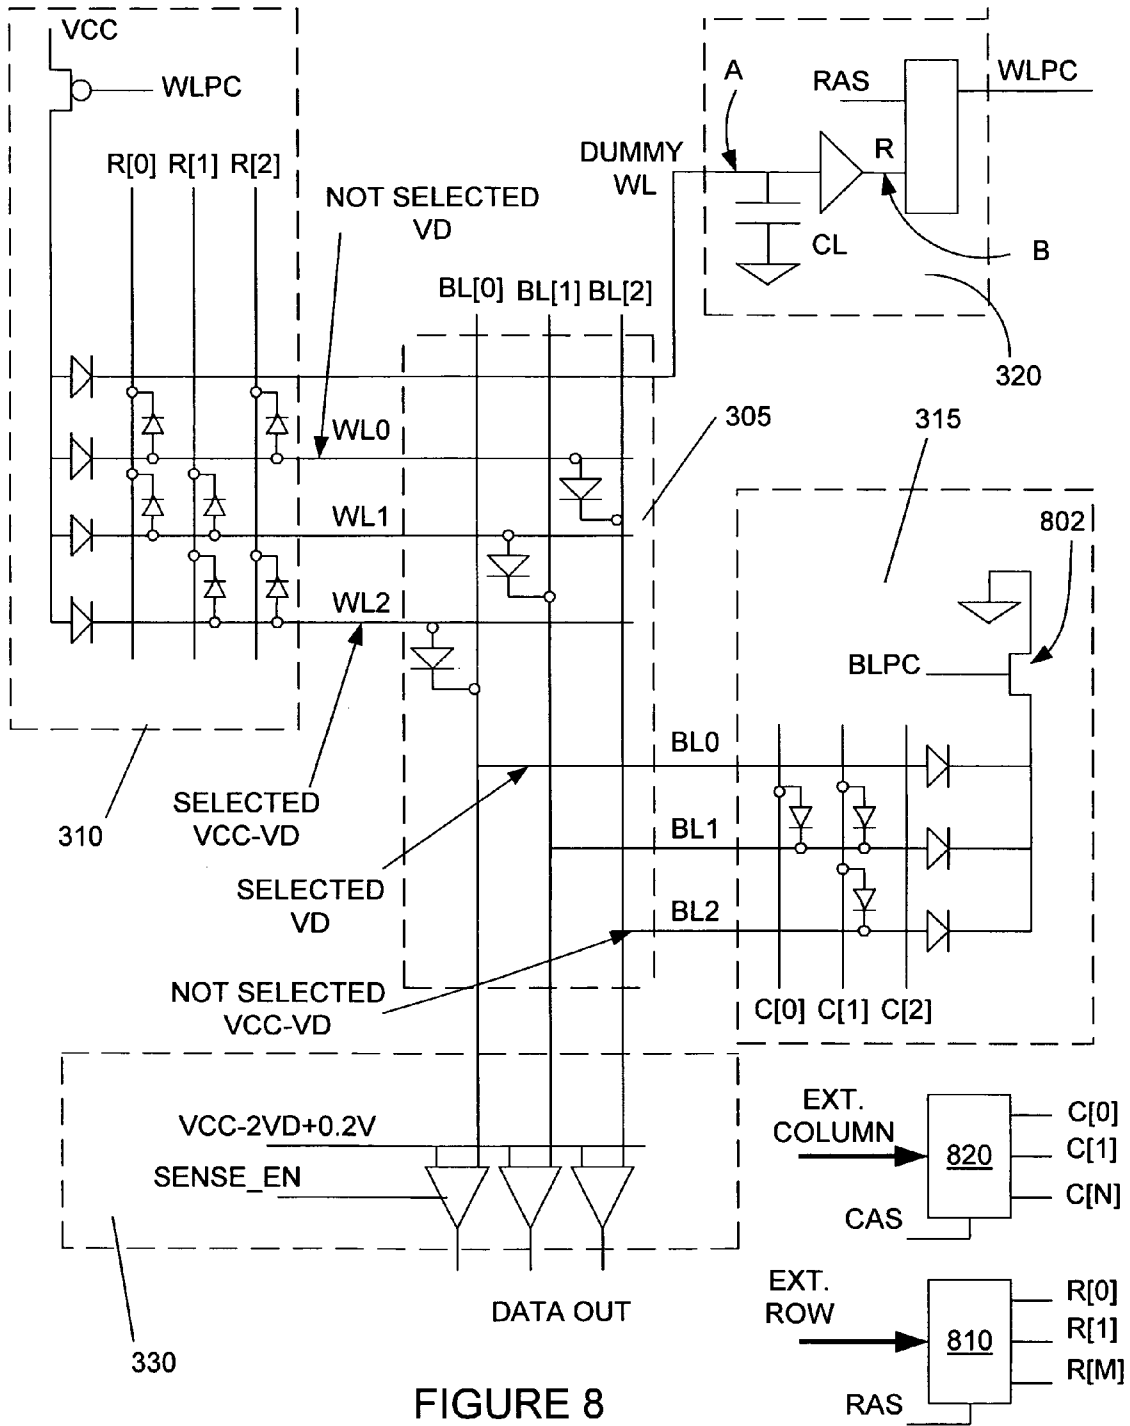 VCC
WLPC
R[0] R[1] R[2]
NOT SELECTED
VD
DUMMY
WL
A
RAS
WLPC
R
CL
B
320
BL[0] BL[1] BL[2]
WL0
WL1
WL2
305
315
802
310
SELECTED
VCC-VD
SELECTED
VD
NOT SELECTED
VCC-VD
BL0
BL1
BL2
BLPC
C[0] C[1] C[2]
VCC-2VD+0.2V
SENSE_EN
DATA OUT
330
EXT.
COLUMN
820
C[0]
C[1]
C[N]
CAS
EXT.
ROW
810
R[0]
R[1]
R[M]
RAS
FIGURE 8